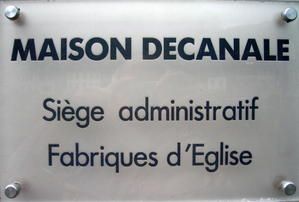 MAISON DECANALE
Siège administratif
Fabriques d'Eglise